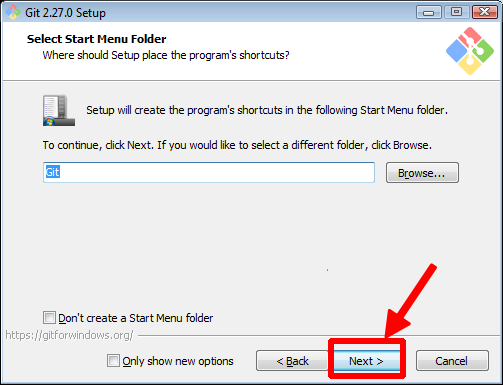 Git 2.27.0 Setup
Select Start Menu Folder
Where should Setup place the program's shortcuts?
Setup will create the program's shortcuts in the following Start Menu folder.
To continue, click Next. If you would like to select a different folder, click Browse.
Git
Browse...
Don't create a Start Menu folder
https://gitforwindows.org/
Only show new options
< Back
Next >
Cancel